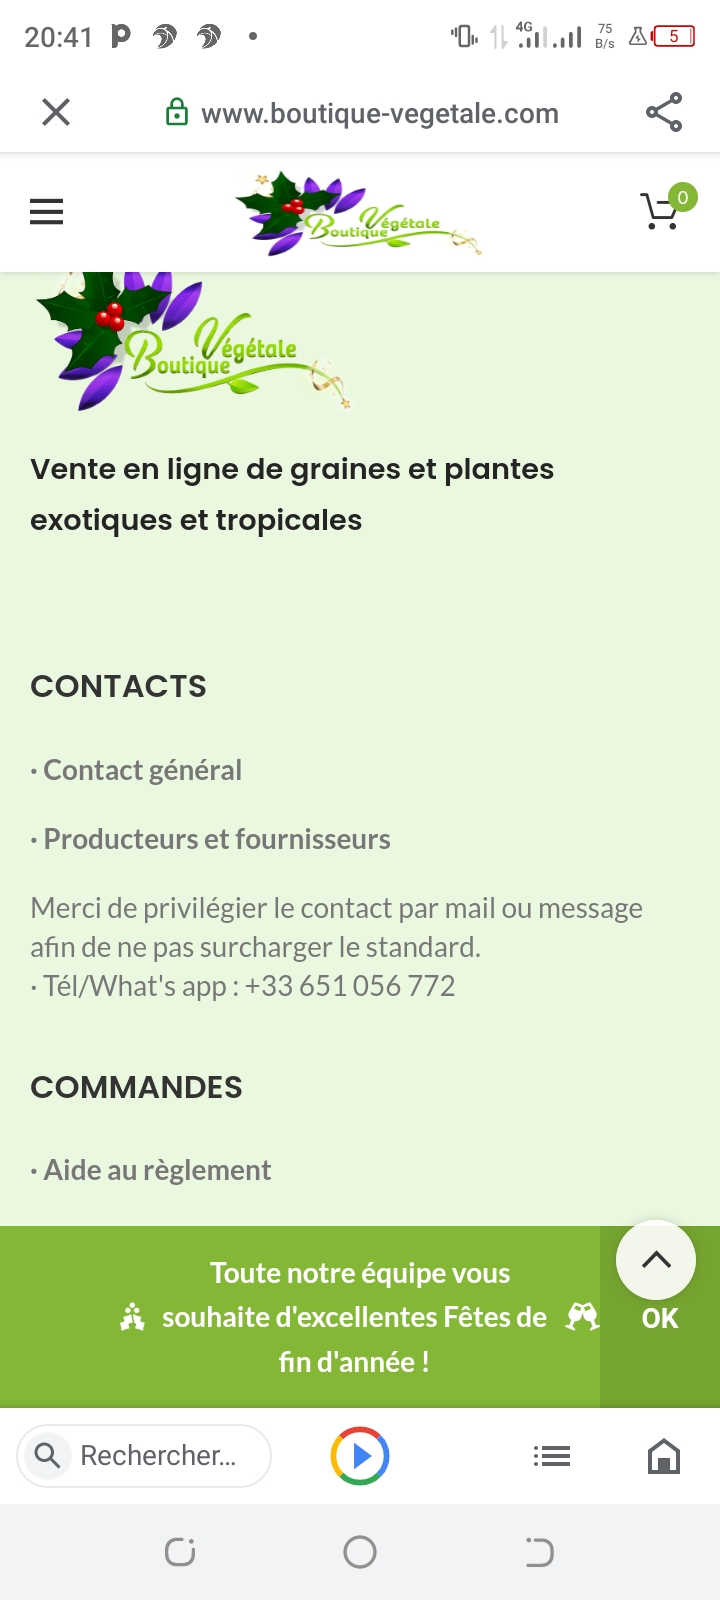 20:41
4G
75
B/s
5
www.boutique-vegetale.com
Boutique Végétale
0
Boutique Végétale
Vente en ligne de graines et plantes
exotiques et tropicales
CONTACTS
· Contact général
· Producteurs et fournisseurs
Merci de privilégier le contact par mail ou message
afin de ne pas surcharger le standard.
· Tél/What's app : +33 651 056 772
COMMANDES
· Aide au règlement
Toute notre équipe vous
souhaite d'excellentes Fêtes de
fin d'année !
OK
Rechercher...